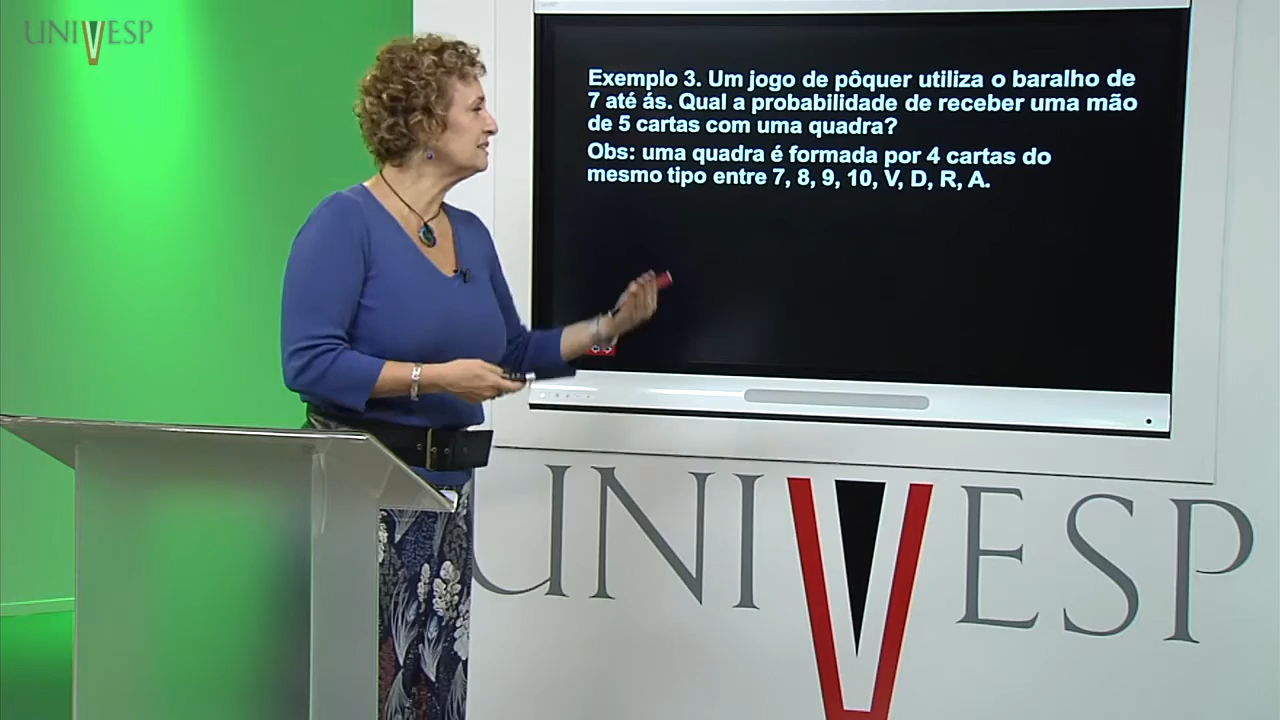 UNIVESP
Exemplo 3. Um jogo de pôquer utiliza o baralho de
7 até ás. Qual a probabilidade de receber uma mão
de 5 cartas com uma quadra?
Obs: uma quadra é formada por 4 cartas do
mesmo tipo entre 7, 8, 9, 10, V, D, R, A.
UNIVESP